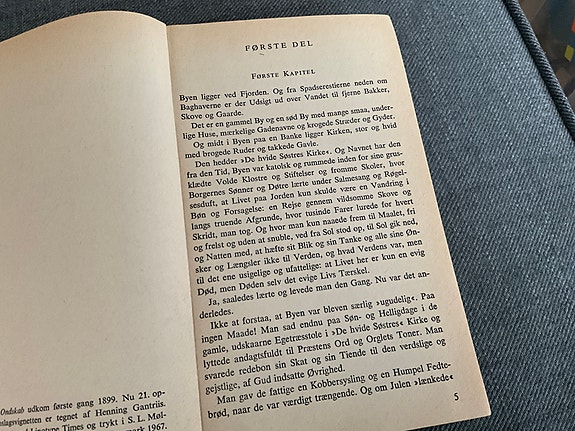 Ondskab udkom første gang 1899. Nu 21. op-
slagsvignetten er tegnet af Henning Gantriis.
Linotype Times og trykt i S. L. Møl-
mark 1967.
FØRSTE DEL
FØRSTE KAPITEL
Byen ligger ved Fjorden. Og fra Spadserestierne neden om
Baghaverne er der Udsigt ud over Vandet til fjerne Bakker,
Skove og Gaarde.
Det er en gammel By og en sød By med mange smaa, under-
lige Huse, mærkelige Gadenavne og krogede Stræder og Gyder.
Og midt i Byen paa en Banke ligger Kirken, stor og hvid
med brogede Ruder og takkede Gavle.
Den hedder ›De hvide Søstres Kirke‹. Og Navnet har den
fra den Tid, Byen var katolsk og rummede inden for sine grus-
klædte Volde Klostre og Stiftelser og fromme Skoler, hvor
Borgernes Sønner og Døtre lærte under Salmesang og Røgel-
sesduft, at Livet paa Jorden kun skulde være en Vandring i
Bøn og Forsagelse: en Rejse gennem vildsomme Skove og
langs truende Afgrunde, hvor tusinde Farer lurede for hvert
Skridt, man tog. Og hvor man kun naaede frem til Maalet, fri
og frelst og uden at snuble, ved fra Sol stod op, til Sol gik ned,
og Natten med, at hæfte sit Blik og sin Tanke og alle sine Øn-
sker og Længsler ikke til Verden, og hvad Verdens var, men
til det ene usigelige og ufattelige: at Livet her er kun en evig
Død, men Døden selv det evige Livs Tærskel.
Ja, saaledes lærte og levede man den Gang. Nu var det an-
derledes.
Ikke at forstaa, at Byen var bleven særlig ›ugudelig‹. Paa
ingen Maade! Man sad endnu paa Søn- og Helligdage i de
gamle, udskaarne Egetræsstole i ›De hvide Søstres‹ Kirke og
lyttede andagtsfuldt til Præstens Ord og Orglets Toner. Man
svarede redebon sin Skat og sin Tiende til den verdslige og
gejstlige, af Gud indsatte Øvrighed.
Man gav de fattige en Kobbersysling og en Humpel Fedte-
brød, naar de var værdigt trængende. Og om Julen ›lænkede‹
5